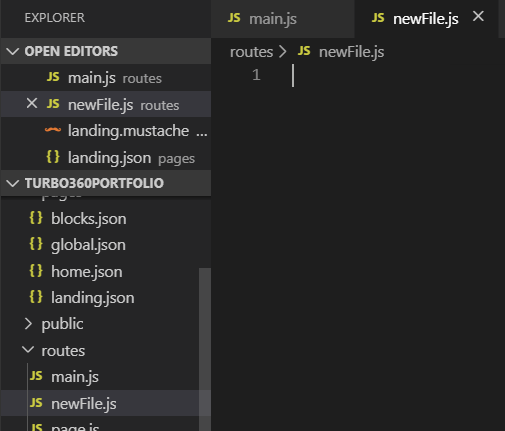 EXPLORER
OPEN EDITORS
JS main.js routes
JS newFile.js routes
landing.mustache ...
{} landing.json pages
TURBO360PORTFOLIO
pages
{} blocks.json
{} global.json
{} home.json
{} landing.json
public
routes
JS main.js
JS newFile.js
JS page.js
JS main.js
JS newFile.js
routes > JS newFile.js
1